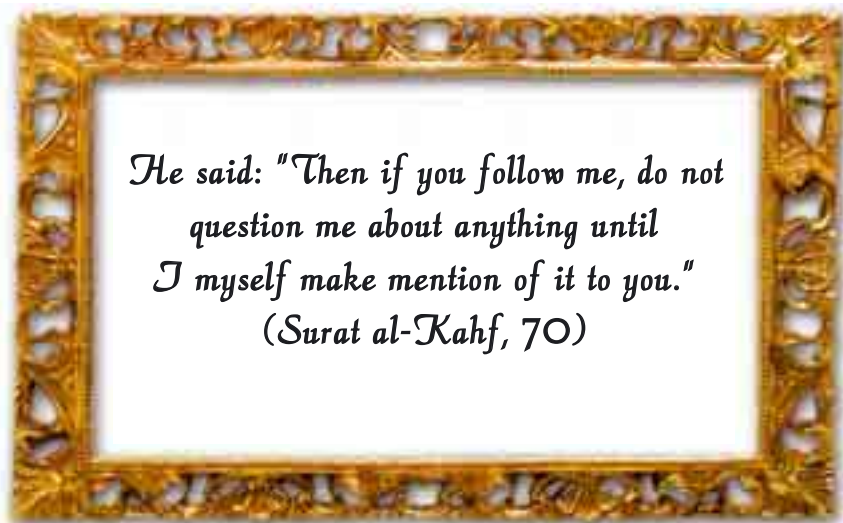 He said: "Then if you follow me, do not
question me about anything until
I myself make mention of it to you."
(Surat al-Kahf, 70)